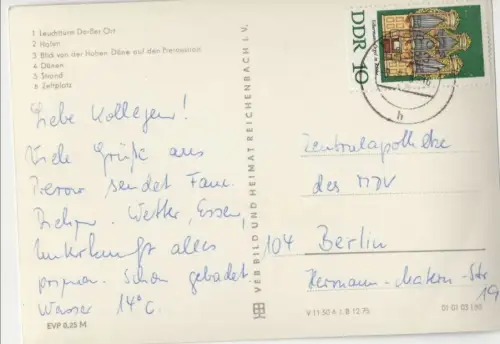 1 Leuchtturm Darßer Ort
2 Hafen
3 Blick von der Hohen Düne auf den Prerowstrom
4 Dünen
5 Strand
6 Zeltplatz
Liebe Kollegen!
Viele Grüße aus
Prerow sendet Fam.
Wetter, Essen,
Unterkunft alles
prima. Schon gebadet.
Wasser 14°C.
EVP 0,25 M
VEB BILD UND HEIMAT REICHENBACH I. V.
V 11 50 A 1, B 12 75
01 01 03
DDR 10
Zentralapotheke
des MDV
104 Berlin
Hermann-Matern-Str
19